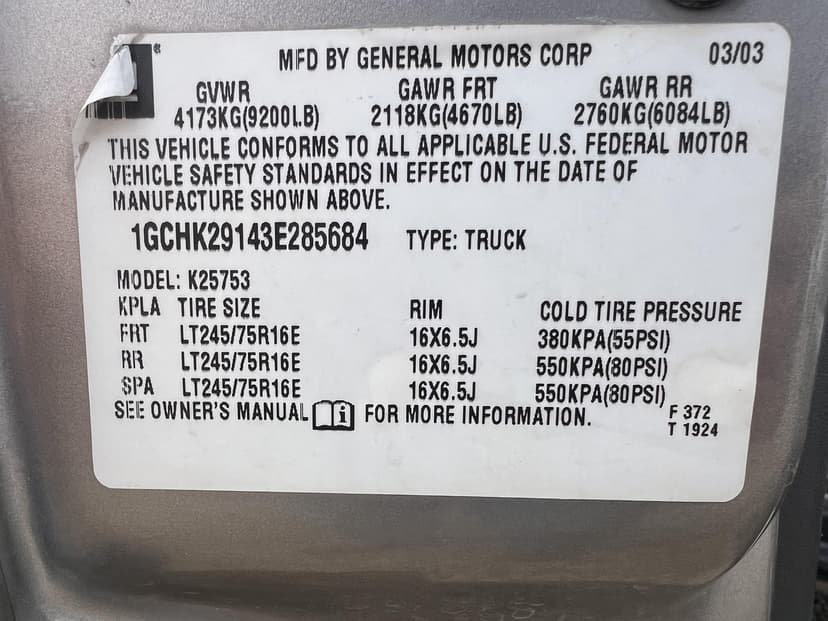 MFD BY GENERAL MOTORS CORP 03/03
GVWR GAWR FRT GAWR RR
4173KG(9200LB) 2118KG(4670LB) 2760KG(6084LB)
THIS VEHICLE CONFORMS TO ALL APPLICABLE U.S. FEDERAL MOTOR
VEHICLE SAFETY STANDARDS IN EFFECT ON THE DATE OF
MANUFACTURE SHOWN ABOVE.
1GCHK29143E285684 TYPE: TRUCK
MODEL: K25753
KPLA TIRE SIZE RIM COLD TIRE PRESSURE
FRT LT245/75R16E 16X6.5J 380KPA(55PSI)
RR LT245/75R16E 16X6.5J 550KPA(80PSI)
SPA LT245/75R16E 16X6.5J 550KPA(80PSI)
SEE OWNER'S MANUAL i FOR MORE INFORMATION. F 372
T 1924